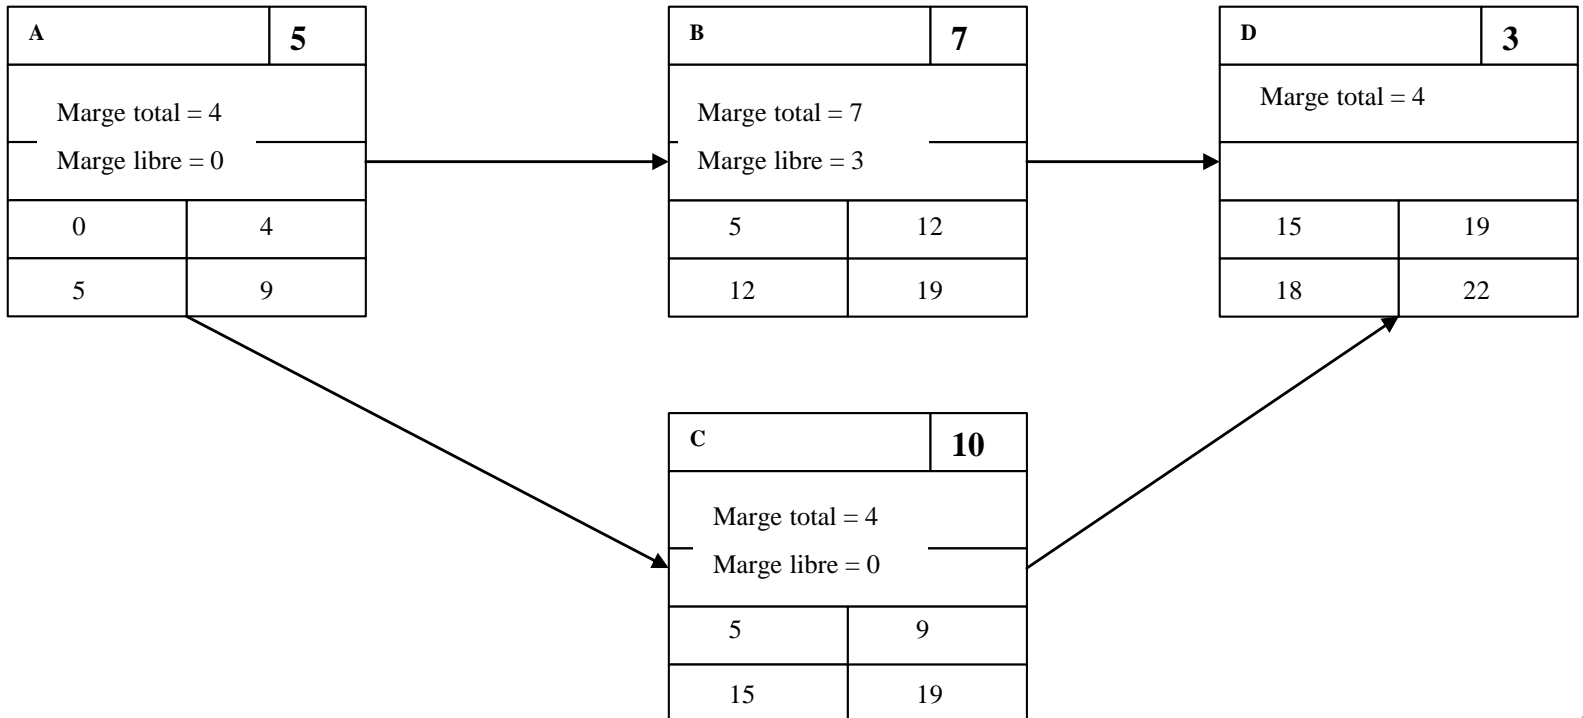 A 5
Marge total = 4
Marge libre = 0
0 4
5 9
B 7
Marge total = 7
Marge libre = 3
5 12
12 19
D 3
Marge total = 4
15 19
18 22
C 10
Marge total = 4
Marge libre = 0
5 9
15 19